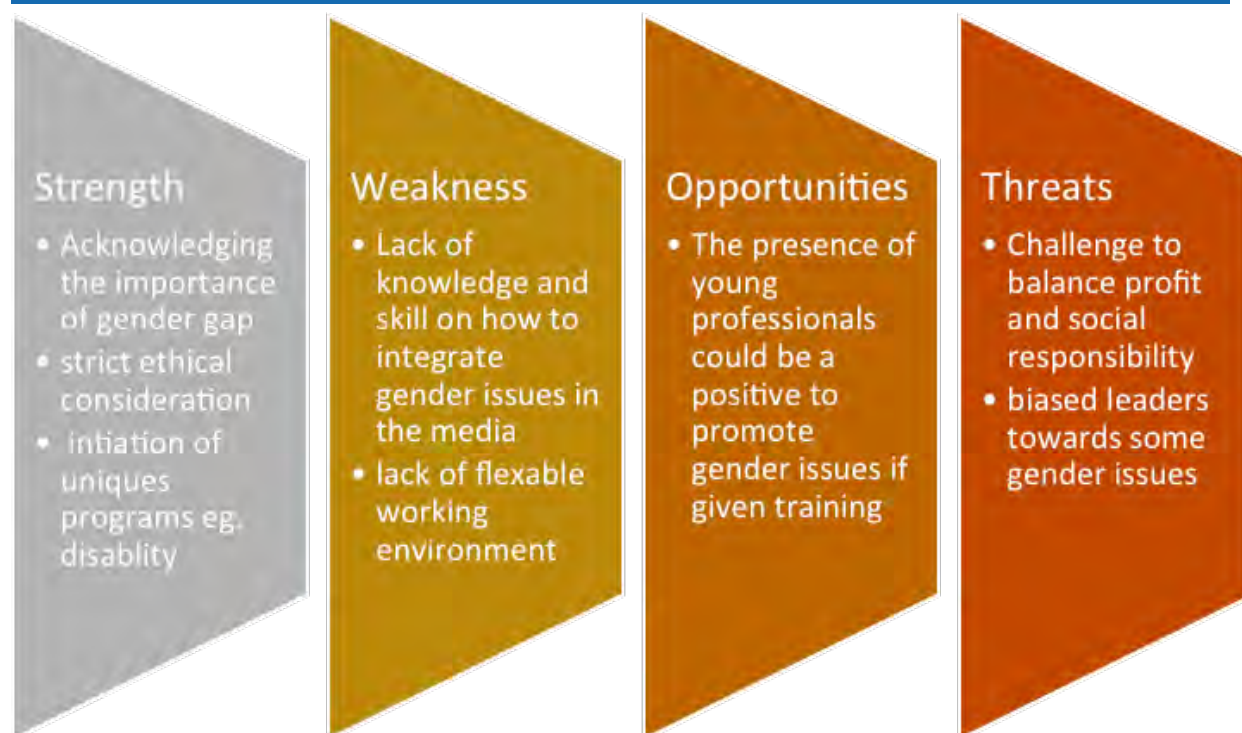 Strength
• Acknowledging
the importance
of gender gap
• strict ethical
consideration
• intiation of
uniques
programs eg.
disablity
Weakness
• Lack of
knowledge and
skill on how to
integrate
gender issues in
the media
• lack of flexable
working
environment
Opportunities
• The presence of
young
professionals
could be a
positive to
promote
gender issues if
given training
Threats
• Challenge to
balance profit
and social
responsibility
• biased leaders
towards some
gender issues